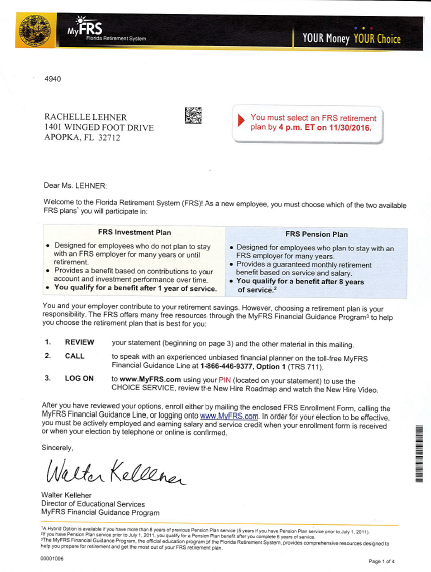 MyFRS
Florida Retirement System
YOUR Money YOUR Choice
4940
RACHELLE LEHNER
1401 WINGED FOOT DRIVE
APOPKA, FL 32712
You must select an FRS retirement
plan by 4 p.m. ET on 11/30/2016.
Dear Ms. LEHNER:
Welcome to the Florida Retirement System (FRS)! As a new employee, you must choose which of the two available
FRS plans¹ you will participate in:
FRS Investment Plan
• Designed for employees who do not plan to stay
with an FRS employer for many years or until
retirement.
• Provides a benefit based on contributions to your
account and investment performance over time.
• You qualify for a benefit after 1 year of service.
FRS Pension Plan
• Designed for employees who plan to stay with an
FRS employer for many years.
• Provides a guaranteed monthly retirement
benefit based on service and salary.
• You qualify for a benefit after 8 years
of service.²
You and your employer contribute to your retirement savings. However, choosing a retirement plan is your
responsibility. The FRS offers many free resources through the MyFRS Financial Guidance Program³ to help
you choose the retirement plan that is best for you:
1. REVIEW your statement (beginning on page 3) and the other material in this mailing.
2. CALL to speak with an experienced unbiased financial planner on the toll-free MyFRS
Financial Guidance Line at 1-866-446-9377, Option 1 (TRS 711).
3. LOG ON to www.MyFRS.com using your PIN (located on your statement) to use the
CHOICE SERVICE, review the New Hire Roadmap and watch the New Hire Video.
After you have reviewed your options, enroll either by mailing the enclosed FRS Enrollment Form, calling the
MyFRS Financial Guidance Line, or logging onto www.MyFRS.com. In order for your election to be effective,
you must be actively employed and earning salary and service credit when your enrollment form is received
or when your election by telephone or online is confirmed.
Sincerely,
Walter Kelleher
Walter Kelleher
Director of Educational Services
MyFRS Financial Guidance Program
¹A Hybrid Option is available if you have more than 8 years of previous Pension Plan service (6 years if you have Pension Plan service prior to July 1, 2011).
²If you have Pension Plan service prior to July 1, 2011, you qualify for a Pension Plan benefit after you complete 6 years of service.
³The MyFRS Financial Guidance Program, the official education program of the Florida Retirement System, provides comprehensive resources designed to
help you prepare for retirement and get the most out of your FRS retirement plan.
00001006
Page 1 of 4